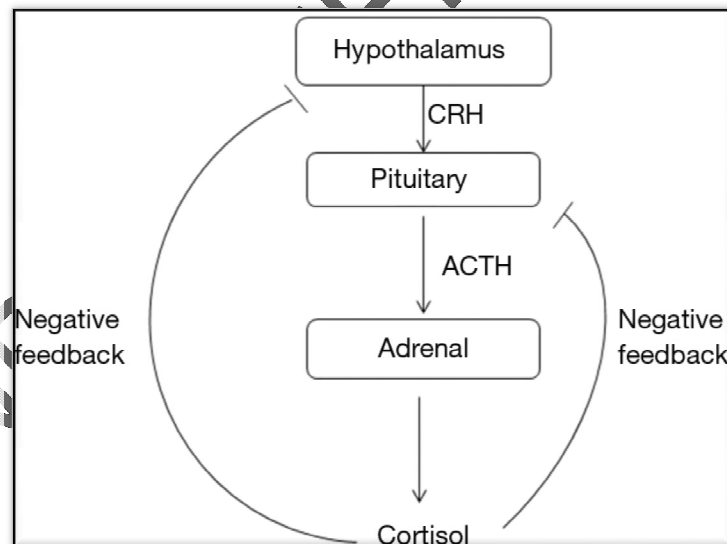 Hypothalamus
CRH
Pituitary
ACTH
Negative
feedback
Adrenal
Negative
feedback
Cortisol